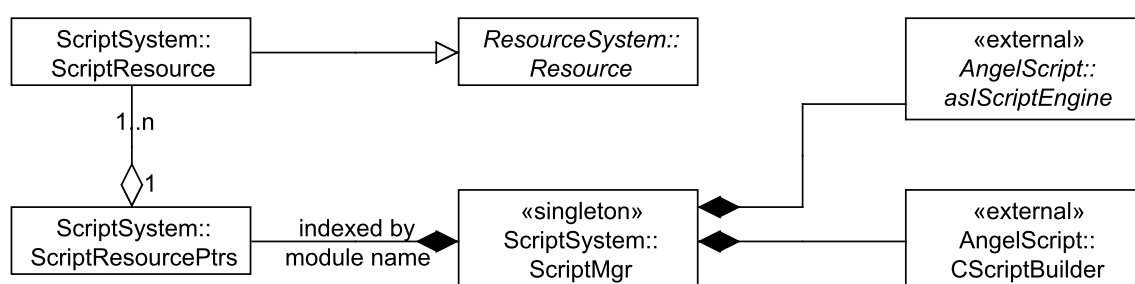 ScriptSystem::
ScriptResource
ResourceSystem::
Resource
«external»
AngelScript::
asIScriptEngine
1..n
1
ScriptSystem::
ScriptResourcePtrs
indexed by
module name
«singleton»
ScriptSystem::
ScriptMgr
«external»
AngelScript::
CScriptBuilder